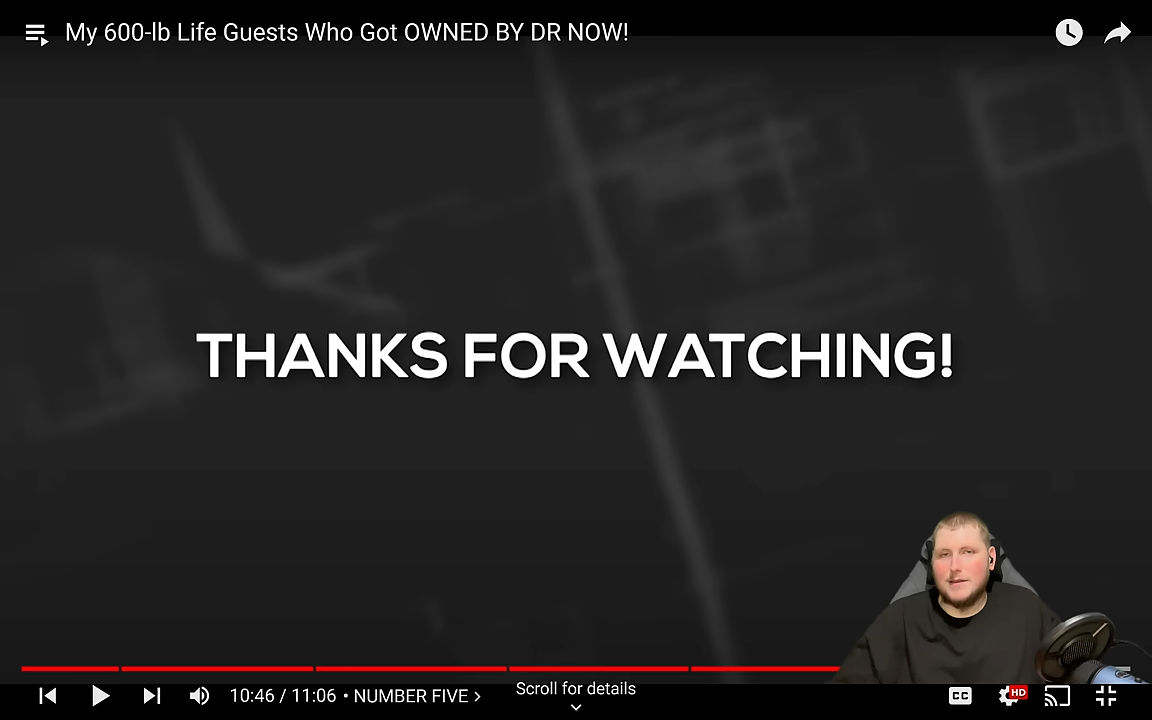 My 600-lb Life Guests Who Got OWNED BY DR NOW!
THANKS FOR WATCHING!
10:46 / 11:06 • NUMBER FIVE ›
Scroll for details
CC
HD